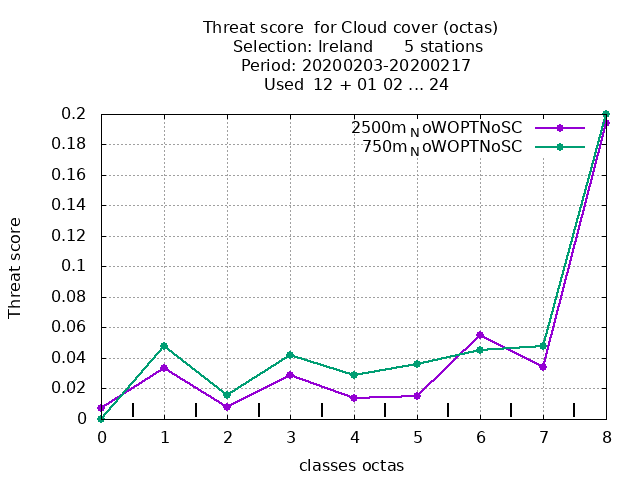 Threat score for Cloud cover (octas)
Selection: Ireland 5 stations
Period: 20200203-20200217
Used 12 + 01 02 ... 24
2500m_NoWOPTNoSC
750m_NoWOPTNoSC
Threat score
0.2
0.18
0.16
0.14
0.12
0.1
0.08
0.06
0.04
0.02
0
0 1 2 3 4 5 6 7 8
classes octas